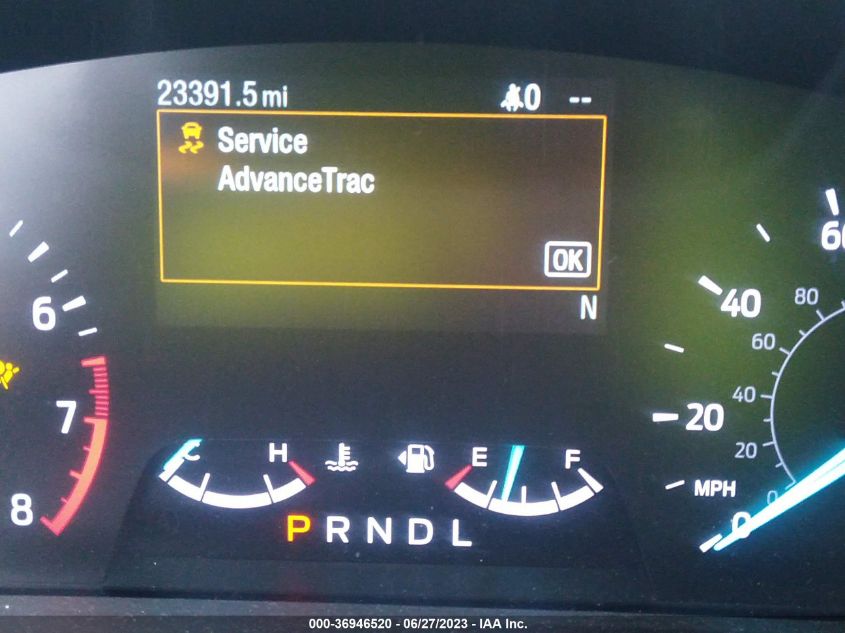 23391.5 mi 0 --
Service
AdvanceTrac
OK
N
6
7
8
C H E F
P R N D L
60
40
20
0
MPH
80
60
40
20
0
000-36946520 - 06/27/2023 - IAA Inc.